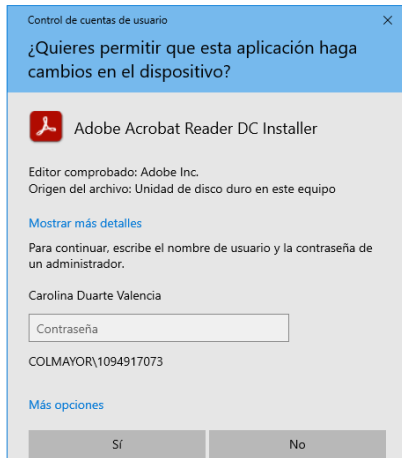 Control de cuentas de usuario
¿Quieres permitir que esta aplicación haga
cambios en el dispositivo?
Adobe Acrobat Reader DC Installer
Editor comprobado: Adobe Inc.
Origen del archivo: Unidad de disco duro en este equipo
Mostrar más detalles
Para continuar, escribe el nombre de usuario y la contraseña de
un administrador.
Carolina Duarte Valencia
Contraseña
COLMAYOR\1094917073
Más opciones
Sí
No